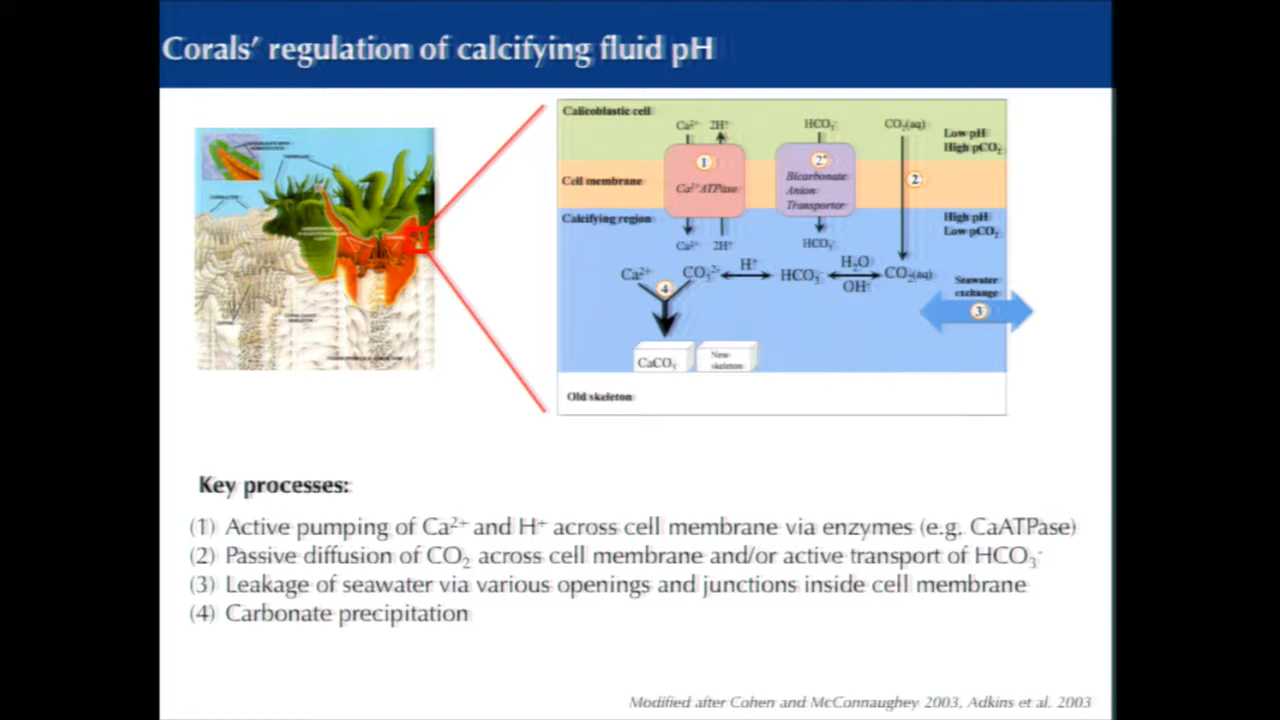 Corals' regulation of calcifying fluid pH
Calicoblastic cell
Ca²⁺ 2H⁺
HCO₃⁻
CO₂(aq)
Low pH
High pCO₂
1
2'
2
Cell membrane
Ca²⁺ATPase
Bicarbonate
Anion
Transporter
Calcifying region
High pH
Low pCO₂
Ca²⁺ 2H⁺
HCO₃⁻
Ca²⁺
CO₃²⁻
H⁺
HCO₃⁻
H₂O
OH⁻
CO₂(aq)
4
Seawater
exchange
3
CaCO₃
New
skeleton
Old skeleton
Key processes:
(1) Active pumping of Ca²⁺ and H⁺ across cell membrane via enzymes (e.g. CaATPase)
(2) Passive diffusion of CO₂ across cell membrane and/or active transport of HCO₃⁻
(3) Leakage of seawater via various openings and junctions inside cell membrane
(4) Carbonate precipitation
Modified after Cohen and McConnaughey 2003, Adkins et al. 2003